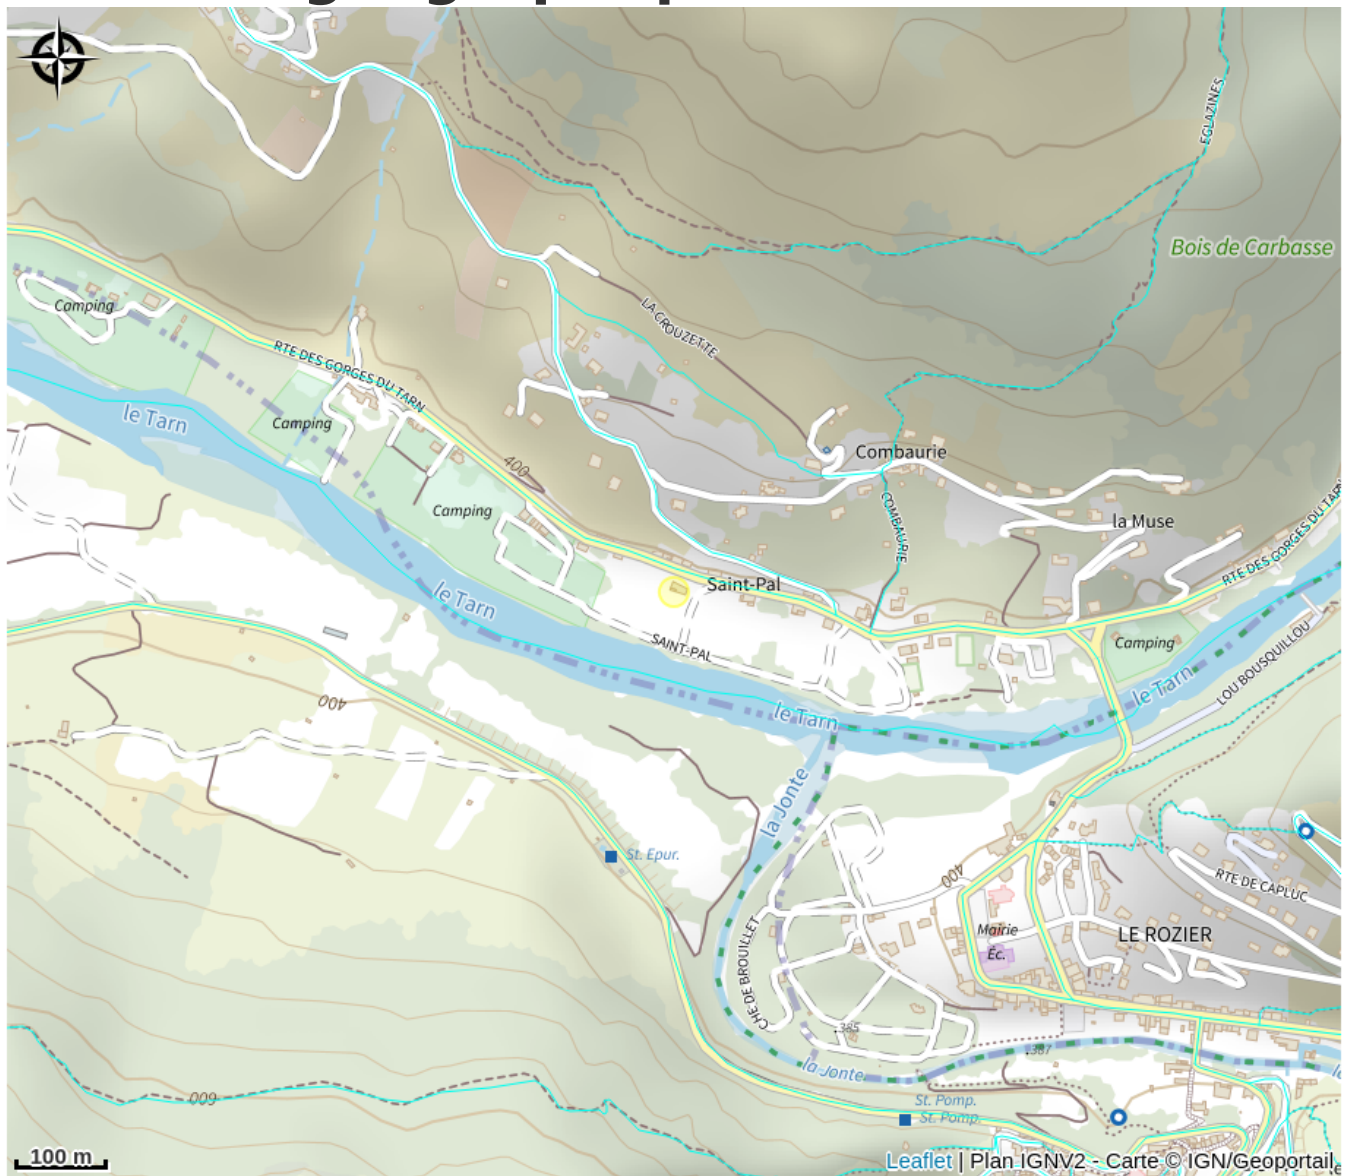 EGLAZINES
Bois de Carbasse
Camping
LA CROUZETTE
RTE DES GORGES DU TARN
le Tarn
Camping
400
Combaurie
Camping
COMBAURIE
la Muse
RTE DES GORGES DU TARN
le Tarn
Saint-Pal
SAINT-PAL
Camping
LOU BOUSQUILLOU
le Tarn
400
le Tarn
la Jonte
St. Epur.
400
RTE DE CAPLUC
Mairie
LE ROZIER
Éc.
CHE DE BROUILLET
.385
.387
la Jonte
600
St. Pomp.
St. Pomp.
100 m
Leaflet | Plan IGNV2 - Carte © IGN/Geoportail